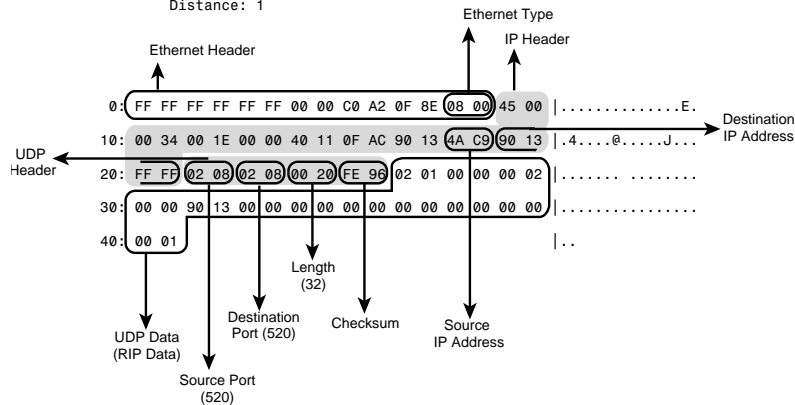 Distance: 1
Ethernet Type
IP Header
Ethernet Header
0: FF FF FF FF FF FF 00 00 C0 A2 0F 8E 08 00 45 00 |..............E.
Destination
IP Address
10: 00 34 00 1E 00 00 40 11 0F AC 90 13 4A C9 90 13 |.4....@.....J...
UDP
Header
20: FF FF 02 08 02 08 00 20 FE 96 02 01 00 00 00 02 |....... ........
30: 00 00 90 13 00 00 00 00 00 00 00 00 00 00 00 00 |................
40: 00 01 |..
Length
(32)
Destination
Port (520)
Checksum
Source
IP Address
UDP Data
(RIP Data)
Source Port
(520)